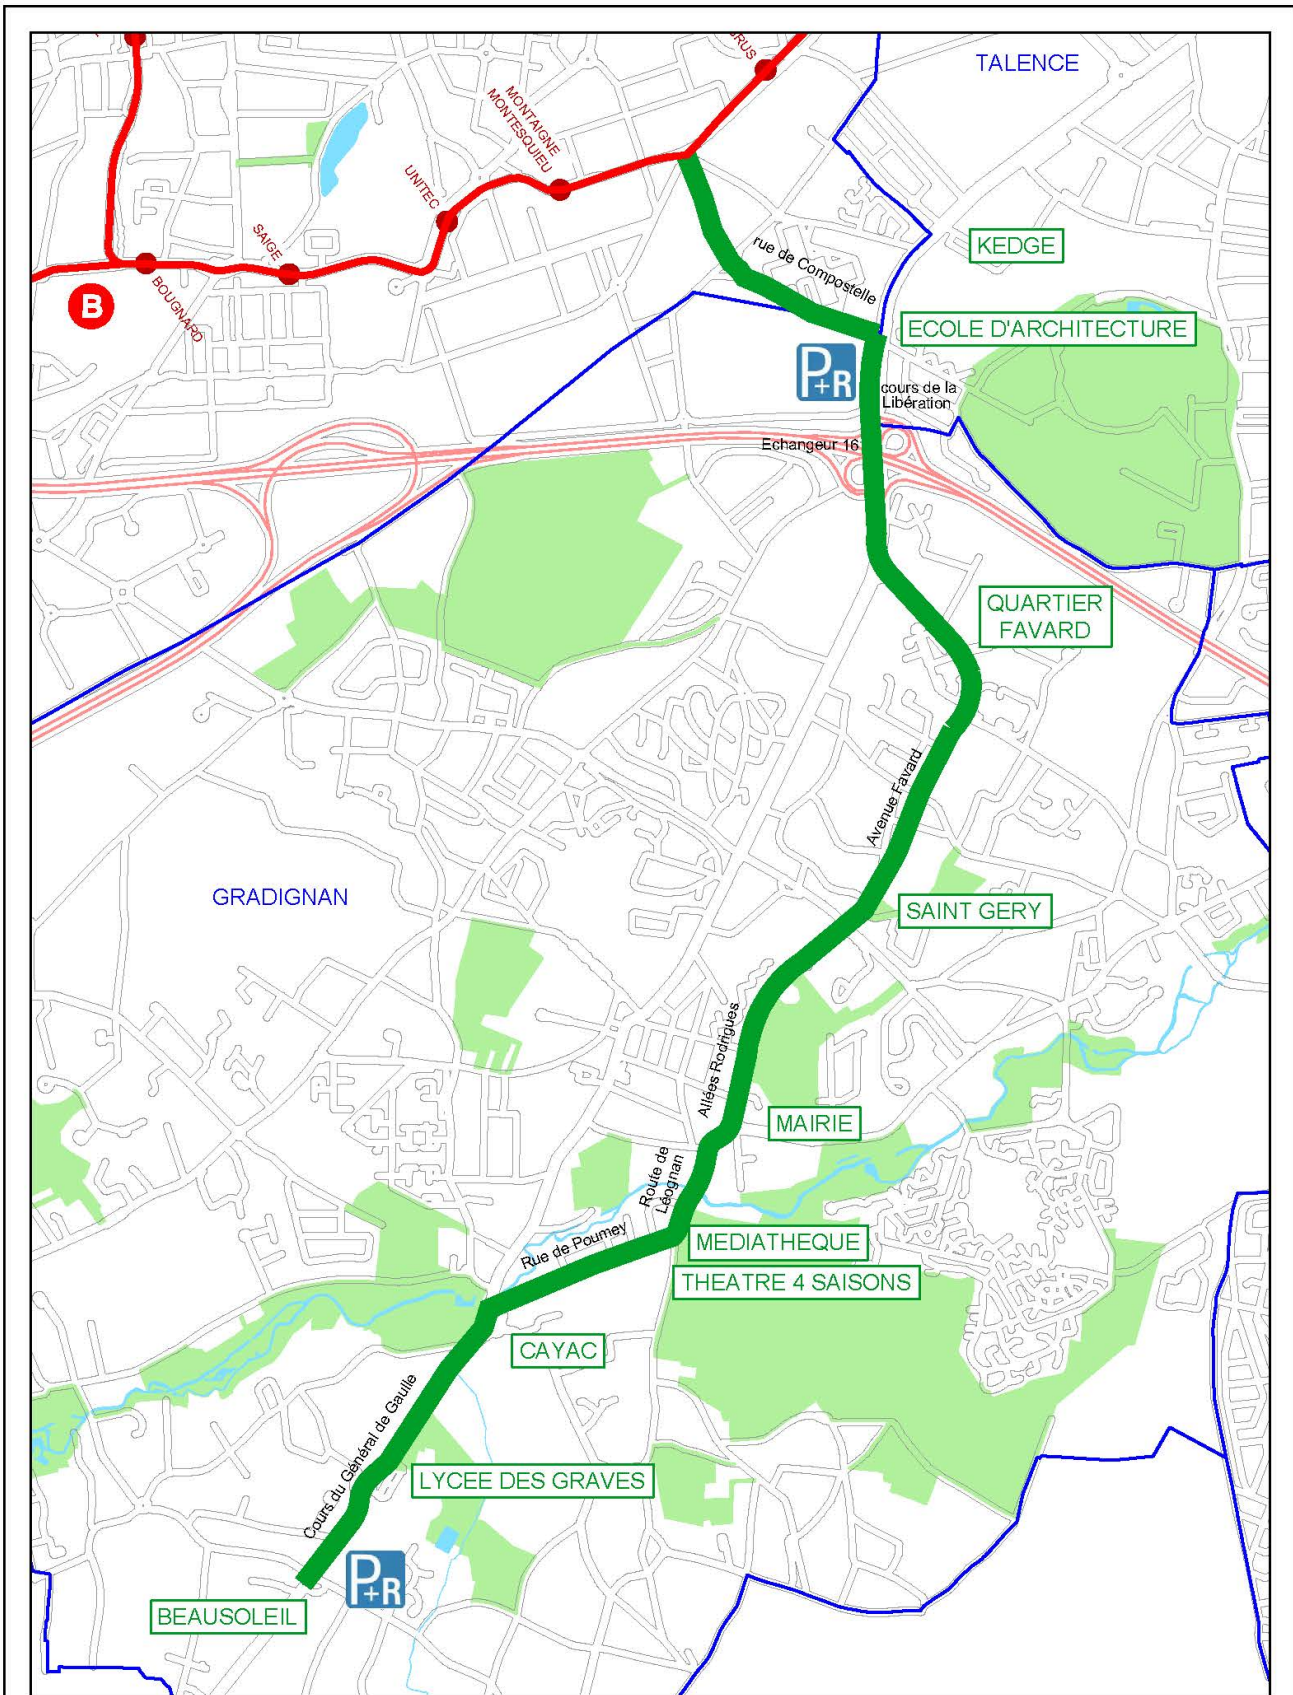 TALENCE
MONTAIGNE
MONTESQUIEU
UNITEC
SAIGE
BOUGNARD
B
KEDGE
rue de Compostelle
ECOLE D'ARCHITECTURE
P+R
cours de la
Libération
Echangeur 16
QUARTIER
FAVARD
Avenue Favard
GRADIGNAN
SAINT GERY
Allées Rodrigues
MAIRIE
Route de
Léognan
Rue de Poumey
MEDIATHEQUE
THEATRE 4 SAISONS
CAYAC
Cours du Général de Gaulle
LYCEE DES GRAVES
P+R
BEAUSOLEIL